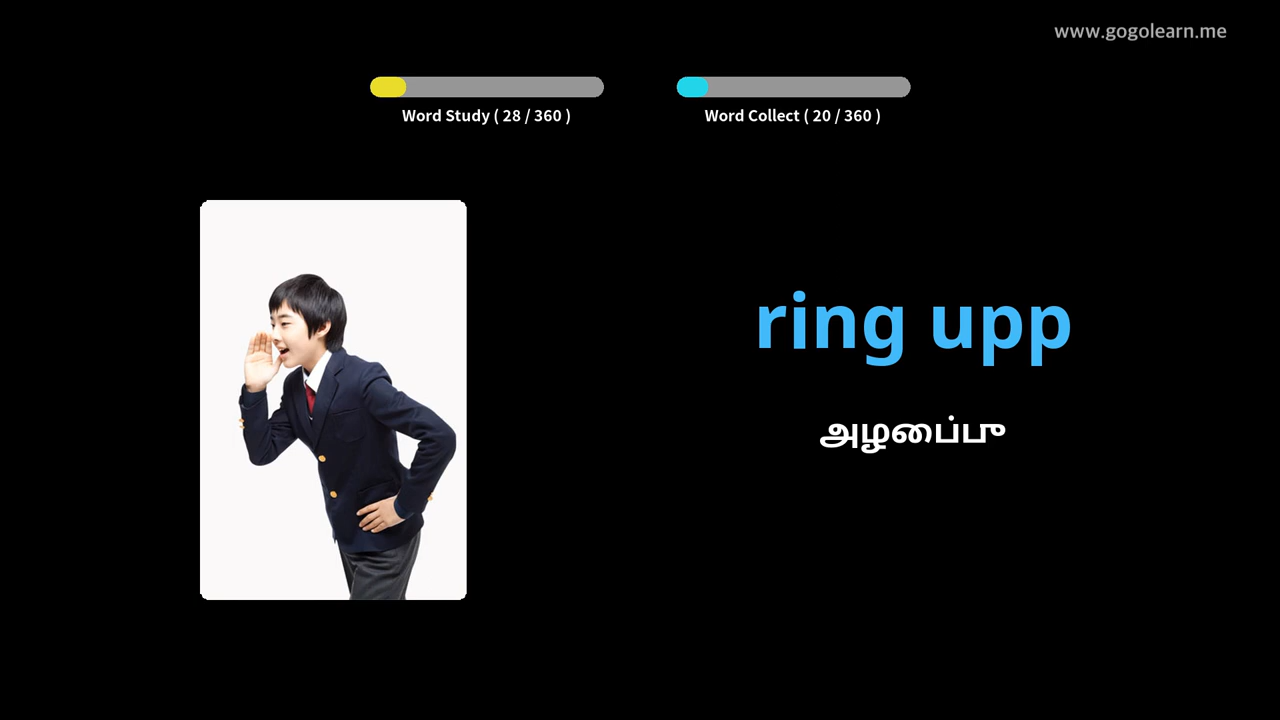 www.gogolearn.me
Word Study ( 28 / 360 )
Word Collect ( 20 / 360 )
ring upp
அழைப்பு